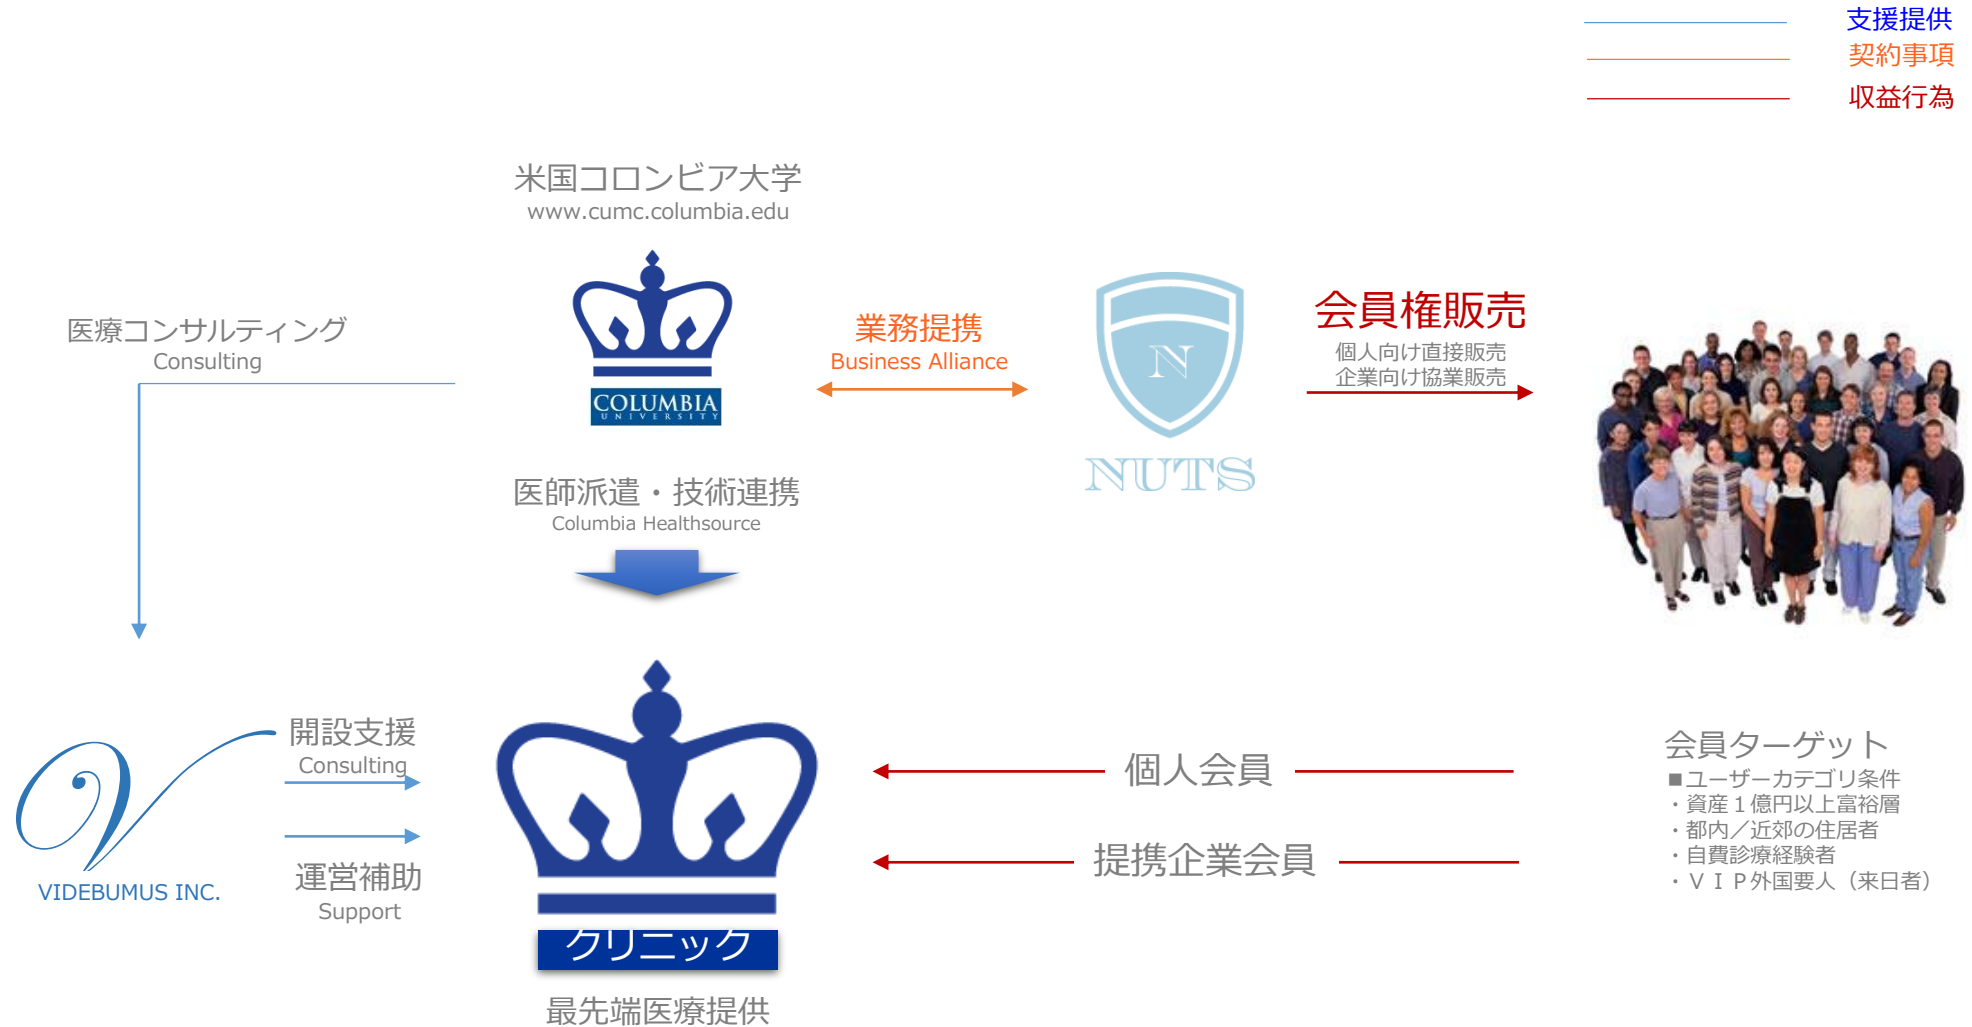 支援提供
契約事項
収益行為
米国コロンビア大学
www.cumc.columbia.edu
医療コンサルティング
Consulting
COLUMBIA
UNIVERSITY
業務提携
Business Alliance
N
NUTS
会員権販売
個人向け直接販売
企業向け協業販売
医師派遣・技術連携
Columbia Healthsource
VIDEBUMUS INC.
開設支援
Consulting
運営補助
Support
クリニック
最先端医療提供
個人会員
提携企業会員
会員ターゲット
■ユーザーカテゴリ条件
・資産１億円以上富裕層
・都内／近郊の住居者
・自費診療経験者
・ＶＩＰ外国要人（来日者）